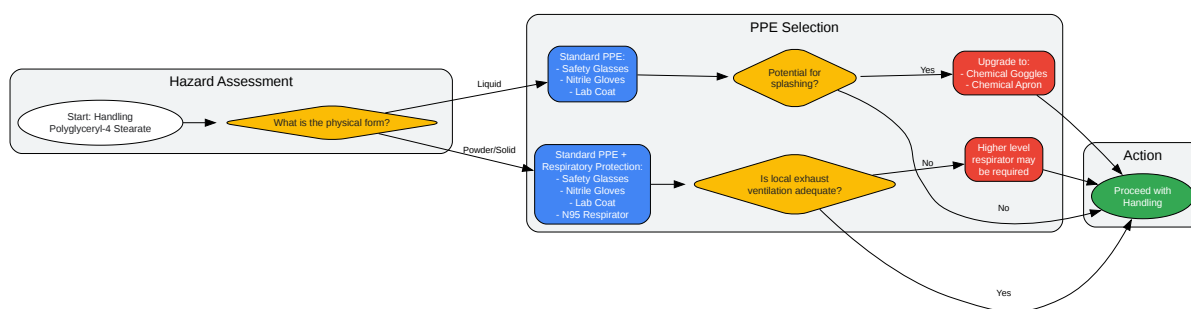 Hazard Assessment
Start: Handling
Polyglyceryl-4 Stearate
What is the physical form?
Liquid
Powder/Solid
PPE Selection
Standard PPE:
- Safety Glasses
- Nitrile Gloves
- Lab Coat
Potential for
splashing?
Yes
Upgrade to:
- Chemical Goggles
- Chemical Apron
No
Standard PPE +
Respiratory Protection:
- Safety Glasses
- Nitrile Gloves
- Lab Coat
- N95 Respirator
Is local exhaust
ventilation adequate?
No
Higher level
respirator may
be required
Yes
Action
Proceed with
Handling